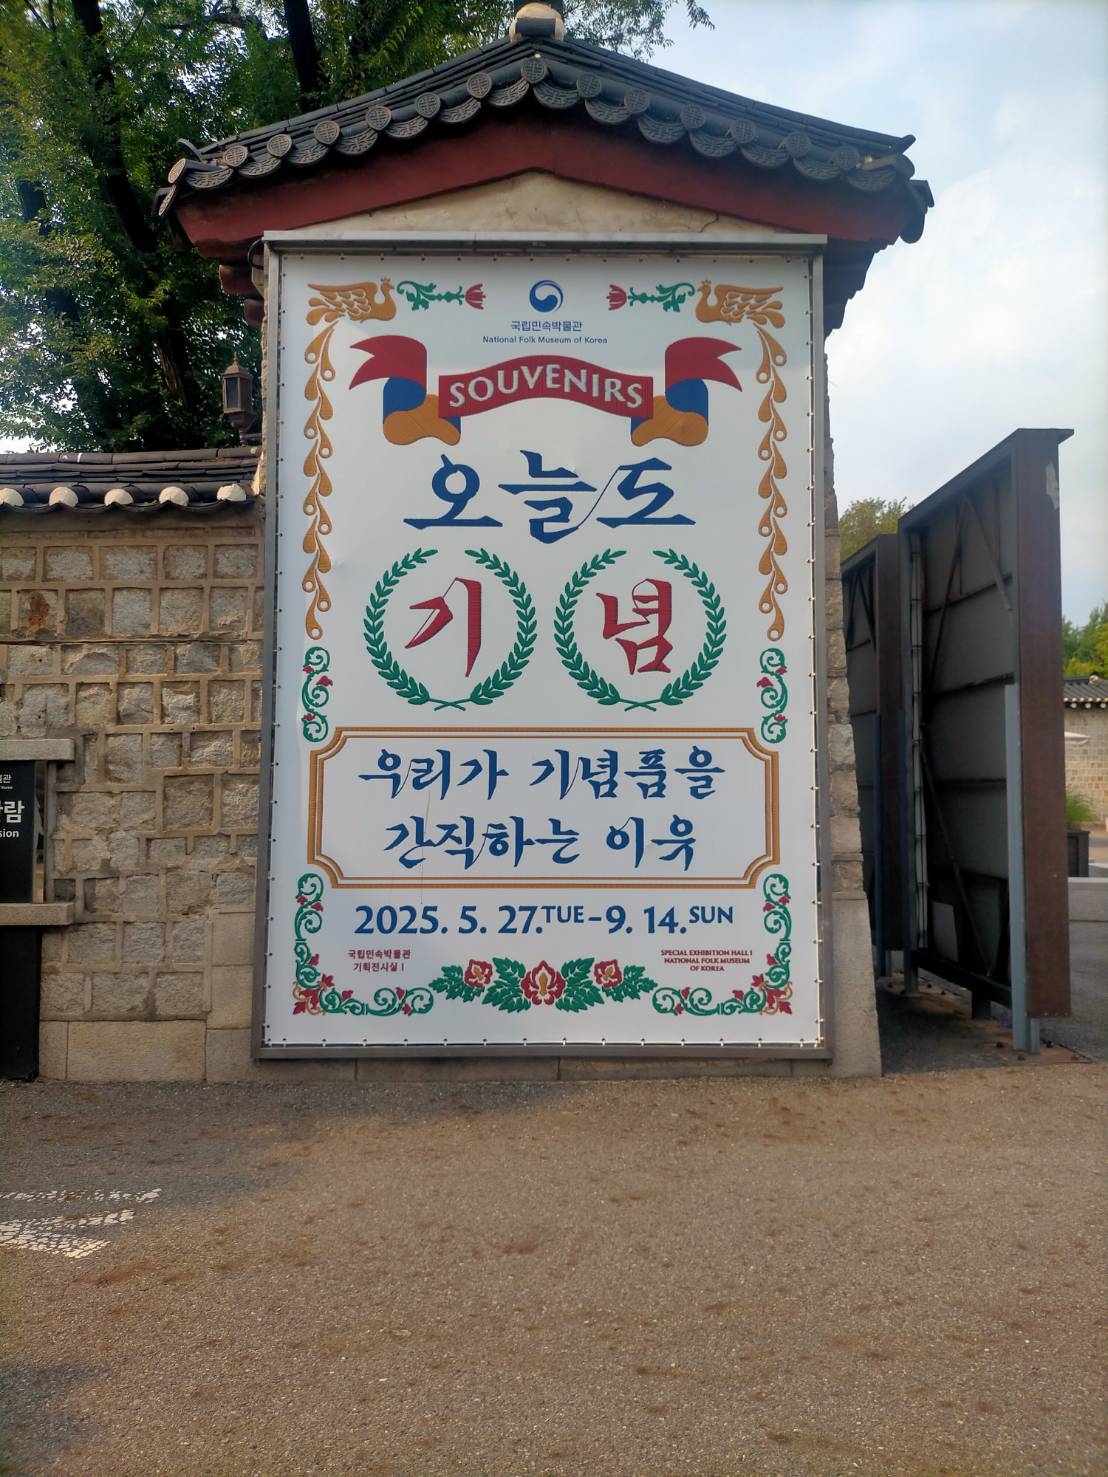 국립민속박물관
National Folk Museum of Korea
SOUVENIRS
오늘도
기념
우리가 기념품을
간직하는 이유
2025. 5. 27.TUE-9. 14.SUN
국립민속박물관
기획전시실 I
SPECIAL EXHIBITION HALL I
NATIONAL FOLK MUSEUM
OF KOREA